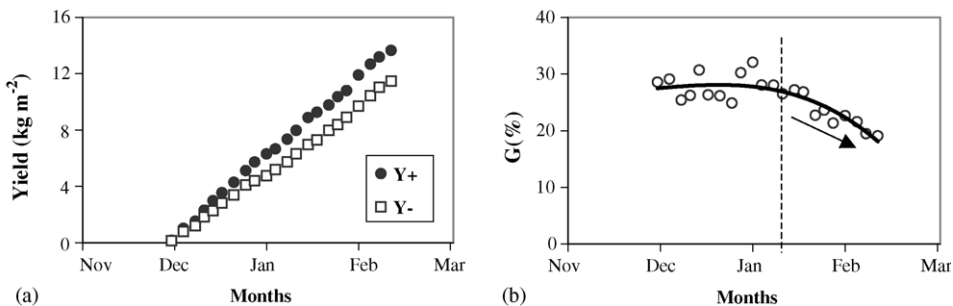 16
12
8
4
0
Yield (kg m-2)
Y+
Y-
Nov Dec Jan Feb Mar
Months
(a)
40
30
20
10
0
G(%)
Nov Dec Jan Feb Mar
Months
(b)